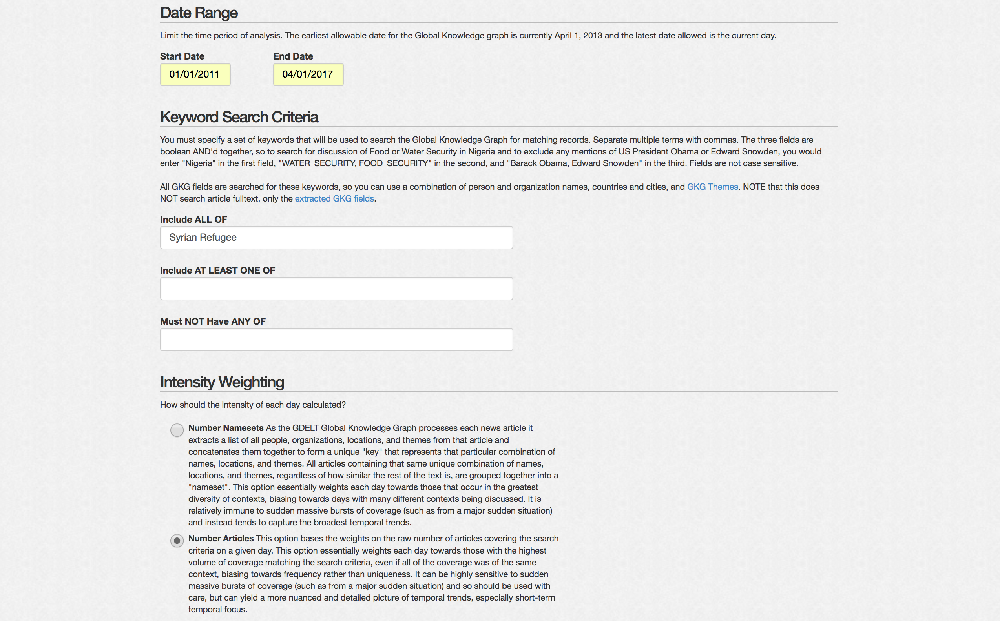 Date Range
Limit the time period of analysis. The earliest allowable date for the Global Knowledge graph is currently April 1, 2013 and the latest date allowed is the current day.
Start Date End Date
01/01/2011 04/01/2017
Keyword Search Criteria
You must specify a set of keywords that will be used to search the Global Knowledge Graph for matching records. Separate multiple terms with commas. The three fields are
boolean AND'd together, so to search for discussion of Food or Water Security in Nigeria and to exclude any mentions of US President Obama or Edward Snowden, you would
enter "Nigeria" in the first field, "WATER_SECURITY, FOOD_SECURITY" in the second, and "Barack Obama, Edward Snowden" in the third. Fields are not case sensitive.
All GKG fields are searched for these keywords, so you can use a combination of person and organization names, countries and cities, and GKG Themes. NOTE that this does
NOT search article fulltext, only the extracted GKG fields.
Include ALL OF
Syrian Refugee
Include AT LEAST ONE OF
Must NOT Have ANY OF
Intensity Weighting
How should the intensity of each day calculated?
Number Namesets As the GDELT Global Knowledge Graph processes each news article it
extracts a list of all people, organizations, locations, and themes from that article and
concatenates them together to form a unique "key" that represents that particular combination of
names, locations, and themes. All articles containing that same unique combination of names,
locations, and themes, regardless of how similar the rest of the text is, are grouped together into a
"nameset". This option essentially weights each day towards those that occur in the greatest
diversity of contexts, biasing towards days with many different contexts being discussed. It is
relatively immune to sudden massive bursts of coverage (such as from a major sudden situation)
and instead tends to capture the broadest temporal trends.
Number Articles This option bases the weights on the raw number of articles covering the search
criteria on a given day. This option essentially weights each day towards those with the highest
volume of coverage matching the search criteria, even if all of the coverage was of the same
context, biasing towards frequency rather than uniqueness. It can be highly sensitive to sudden
massive bursts of coverage (such as from a major sudden situation) and so should be used with
care, but can yield a more nuanced and detailed picture of temporal trends, especially short-term
temporal focus.